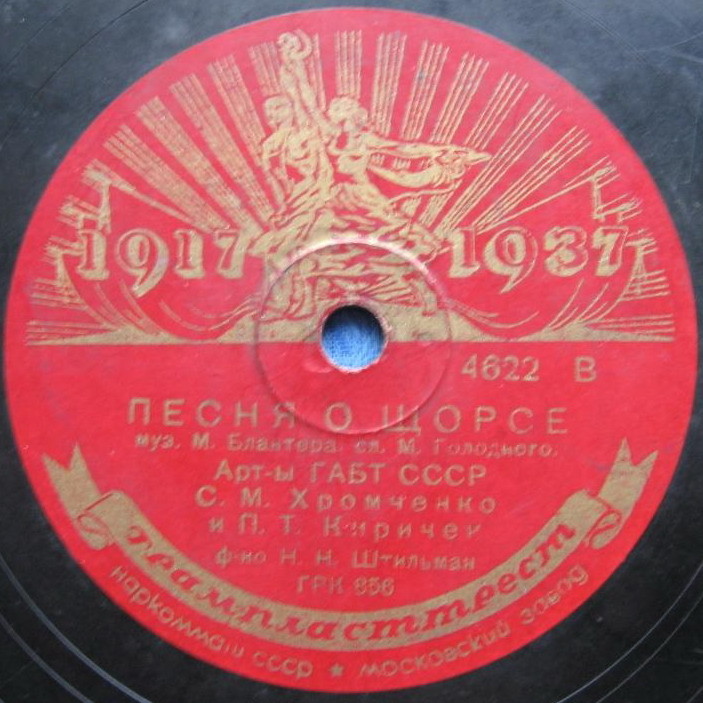 1917 1937
4622 В
ПЕСНЯ О ЩОРСЕ
муз. М. Блантера, сл. М. Голодного.
Арт-ы ГАБТ СССР
С. М. Хромченко
и П. Т. Киричек
ф-но Н. Н. Штильман
ГРК 856
Грампласттрест
наркоммаш СССР ★ московский завод